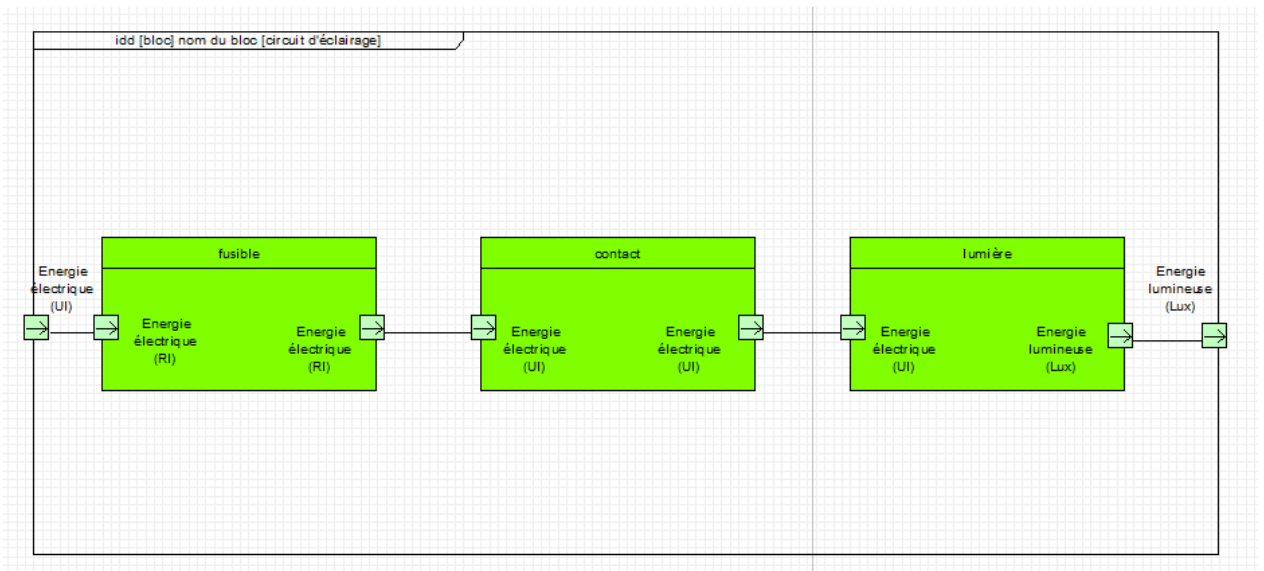 idd [bloc] nom du bloc [circuit d'éclairage]
fusible
contact
lumière
Energie
électrique
(UI)
Energie
électrique
(RI)
Energie
électrique
(RI)
Energie
électrique
(UI)
Energie
électrique
(UI)
Energie
électrique
(UI)
Energie
lumineuse
(Lux)
Energie
lumineuse
(Lux)